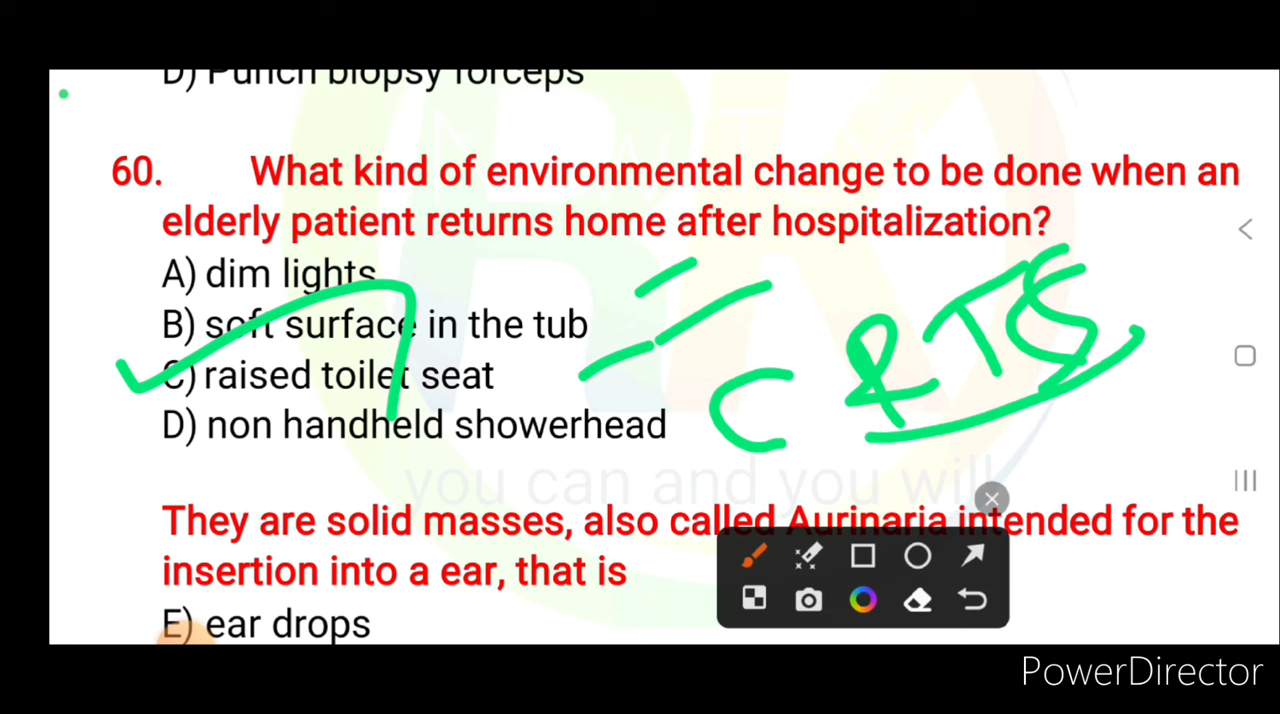 D) Punch biopsy forceps
60. What kind of environmental change to be done when an
elderly patient returns home after hospitalization?
A) dim lights
B) soft surface in the tub
C) raised toilet seat
D) non handheld showerhead
C RTS
you can and you will
They are solid masses, also called Aurinaria intended for the
insertion into a ear, that is
E) ear drops
PowerDirector